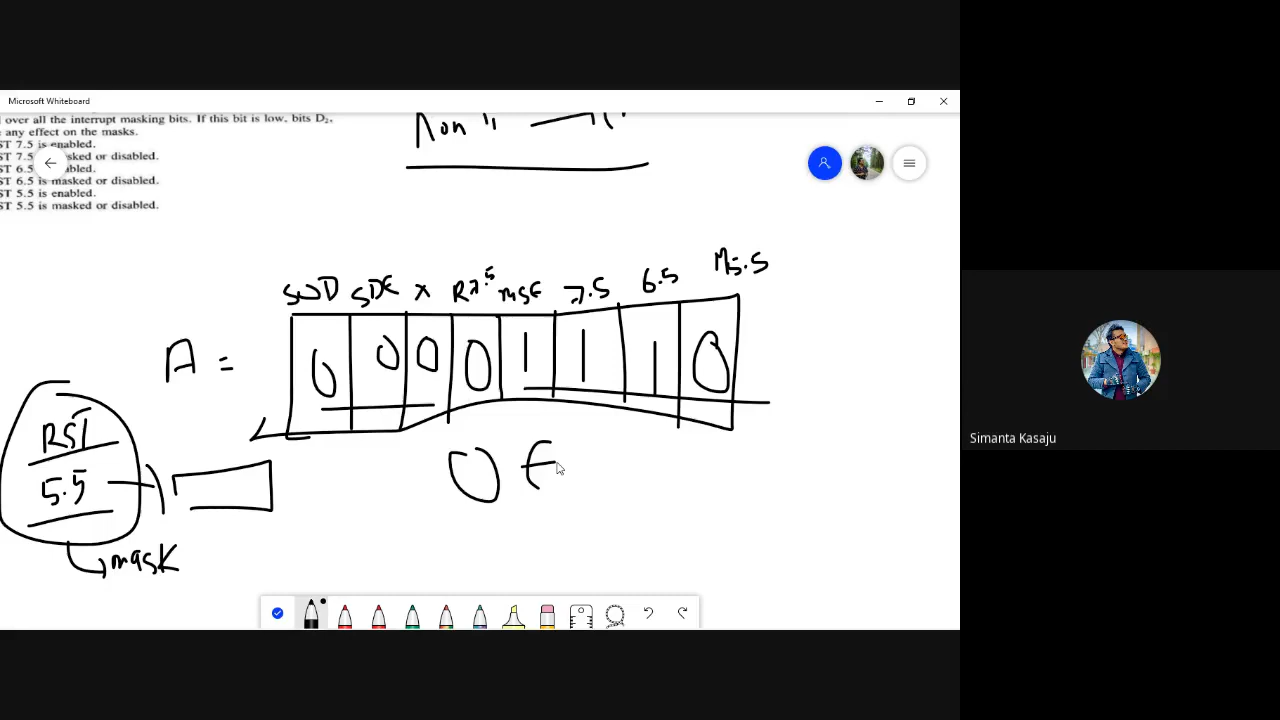 Microsoft Whiteboard
over all the interrupt masking bits. If this bit is low, bits D₂,
any effect on the masks.
ST 7.5 is enabled.
ST 7.5 masked or disabled.
ST 6.5 enabled.
ST 6.5 is masked or disabled.
ST 5.5 is enabled.
ST 5.5 is masked or disabled.
SOD SDE x R7.5 MSE 7.5 6.5 M5.5
A = 0 0 0 0 1 1 1 0
RST
5.5
mask
0 E
Simanta Kasaju